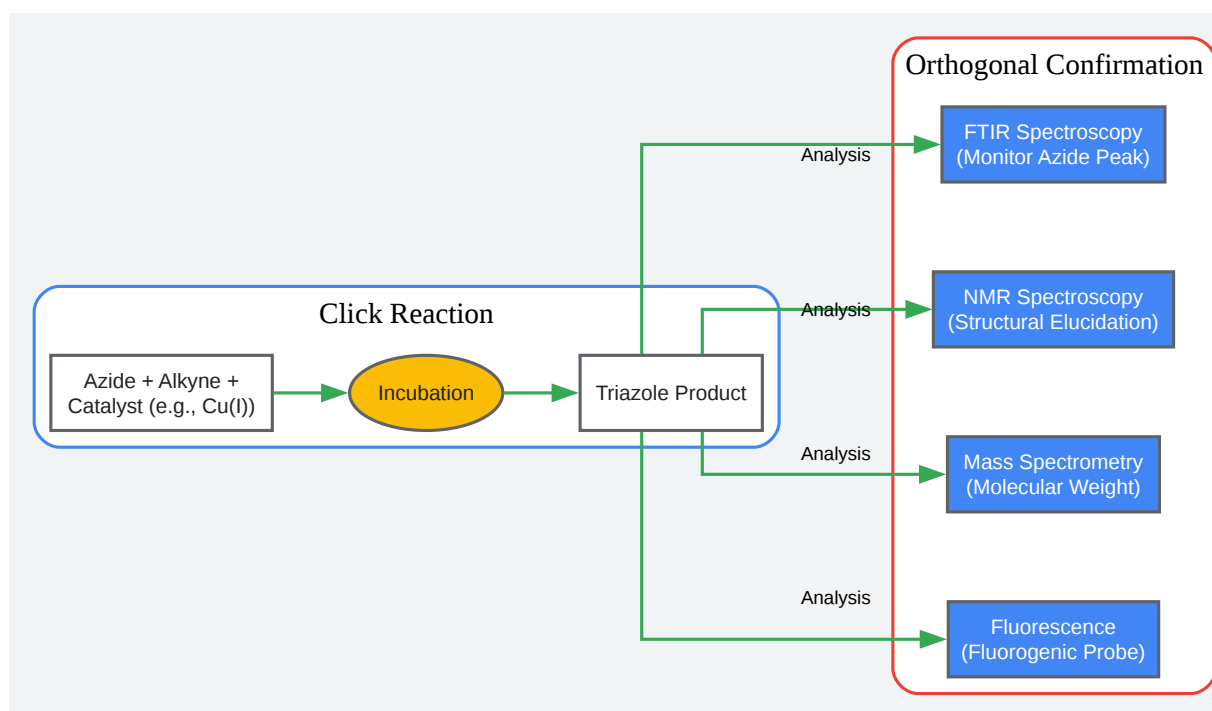 Orthogonal Confirmation
FTIR Spectroscopy
(Monitor Azide Peak)
Analysis
NMR Spectroscopy
(Structural Elucidation)
Analysis
Click Reaction
Azide + Alkyne +
Catalyst (e.g., Cu(I))
Incubation
Triazole Product
Analysis
Mass Spectrometry
(Molecular Weight)
Analysis
Fluorescence
(Fluorogenic Probe)